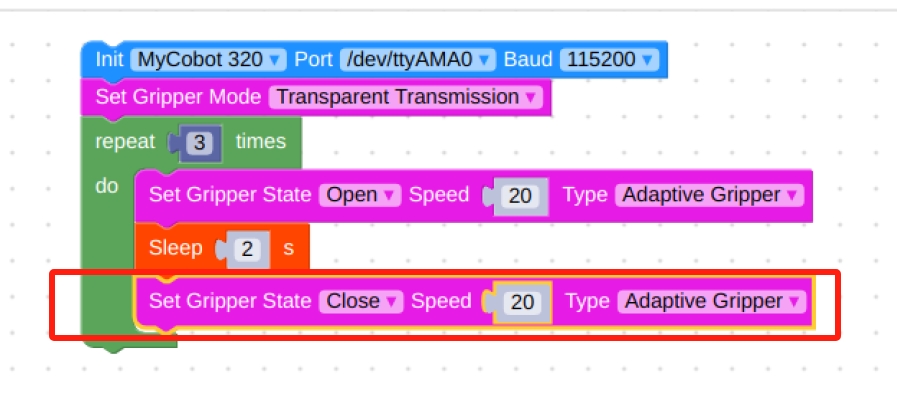 Init MyCobot 320 Port /dev/ttyAMA0 Baud 115200
Set Gripper Mode Transparent Transmission
repeat 3 times
do
Set Gripper State Open Speed 20 Type Adaptive Gripper
Sleep 2 s
Set Gripper State Close Speed 20 Type Adaptive Gripper